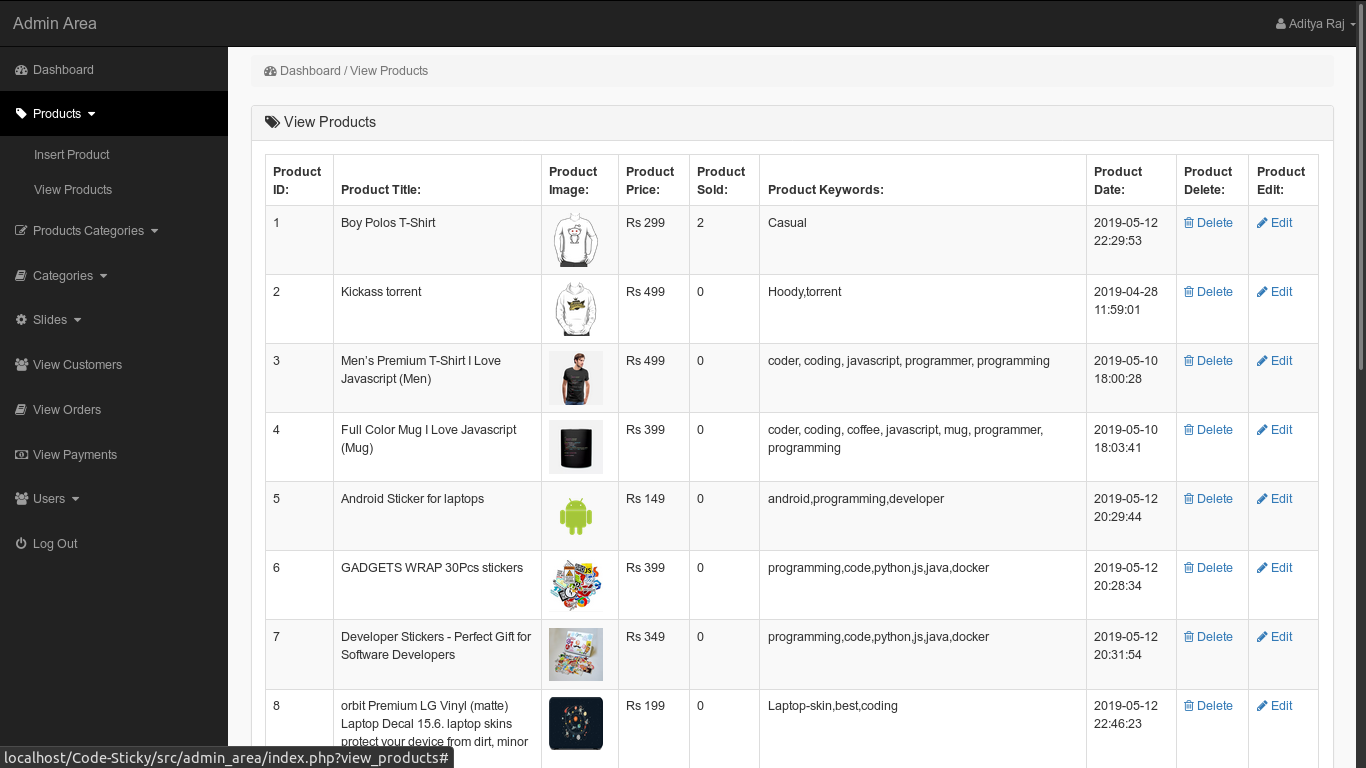 Admin Area
Aditya Raj
Dashboard
Products
Insert Product
View Products
Products Categories
Categories
Slides
View Customers
View Orders
View Payments
Users
Log Out
Dashboard / View Products
View Products
Product ID: Product Title: Product Image: Product Price: Product Sold: Product Keywords: Product Date: Product Delete: Product Edit:
1 Boy Polos T-Shirt Rs 299 2 Casual 2019-05-12 Delete Edit
22:29:53
2 Kickass torrent Rs 499 0 Hoody,torrent 2019-04-28 Delete Edit
11:59:01
3 Men's Premium T-Shirt I Love Rs 499 0 coder, coding, javascript, programmer, programming 2019-05-10 Delete Edit
Javascript (Men) 18:00:28
4 Full Color Mug I Love Javascript Rs 399 0 coder, coding, coffee, javascript, mug, programmer, 2019-05-10 Delete Edit
(Mug) programming 18:03:41
5 Android Sticker for laptops Rs 149 0 android,programming,developer 2019-05-12 Delete Edit
20:29:44
6 GADGETS WRAP 30Pcs stickers Rs 399 0 programming,code,python,js,java,docker 2019-05-12 Delete Edit
20:28:34
7 Developer Stickers - Perfect Gift for Rs 349 0 programming,code,python,js,java,docker 2019-05-12 Delete Edit
Software Developers 20:31:54
8 orbit Premium LG Vinyl (matte) Rs 199 0 Laptop-skin,best,coding 2019-05-12 Delete Edit
Laptop Decal 15.6. laptop skins 22:46:23
protect your device from dirt, minor
localhost/Code-Sticky/src/admin_area/index.php?view_products#